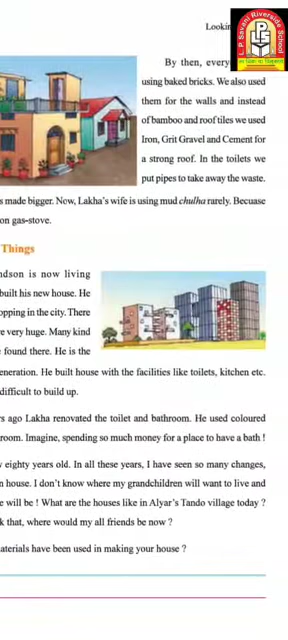 Lookin
L.P. Savani Riverside School
LPS
By then, every
using baked bricks. We also used
them for the walls and instead
of bamboo and roof tiles we used
Iron, Grit Gravel and Cement for
a strong roof. In the toilets we
put pipes to take away the waste.
s made bigger. Now, Lakha's wife is using mud chulha rarely. Becuase
on gas-stove.
Things
ndson is now living
built his new house. He
opping in the city. There
e very huge. Many kind
found there. He is the
eneration. He built house with the facilities like toilets, kitchen etc.
difficult to build up.
rs ago Lakha renovated the toilet and bathroom. He used coloured
room. Imagine, spending so much money for a place to have a bath !
y eighty years old. In all these years, I have seen so many changes,
n house. I don't know where my grandchildren will want to live and
e will be ! What are the houses like in Alyar's Tando village today ?
k that, where would my all friends be now ?
aterials have been used in making your house ?